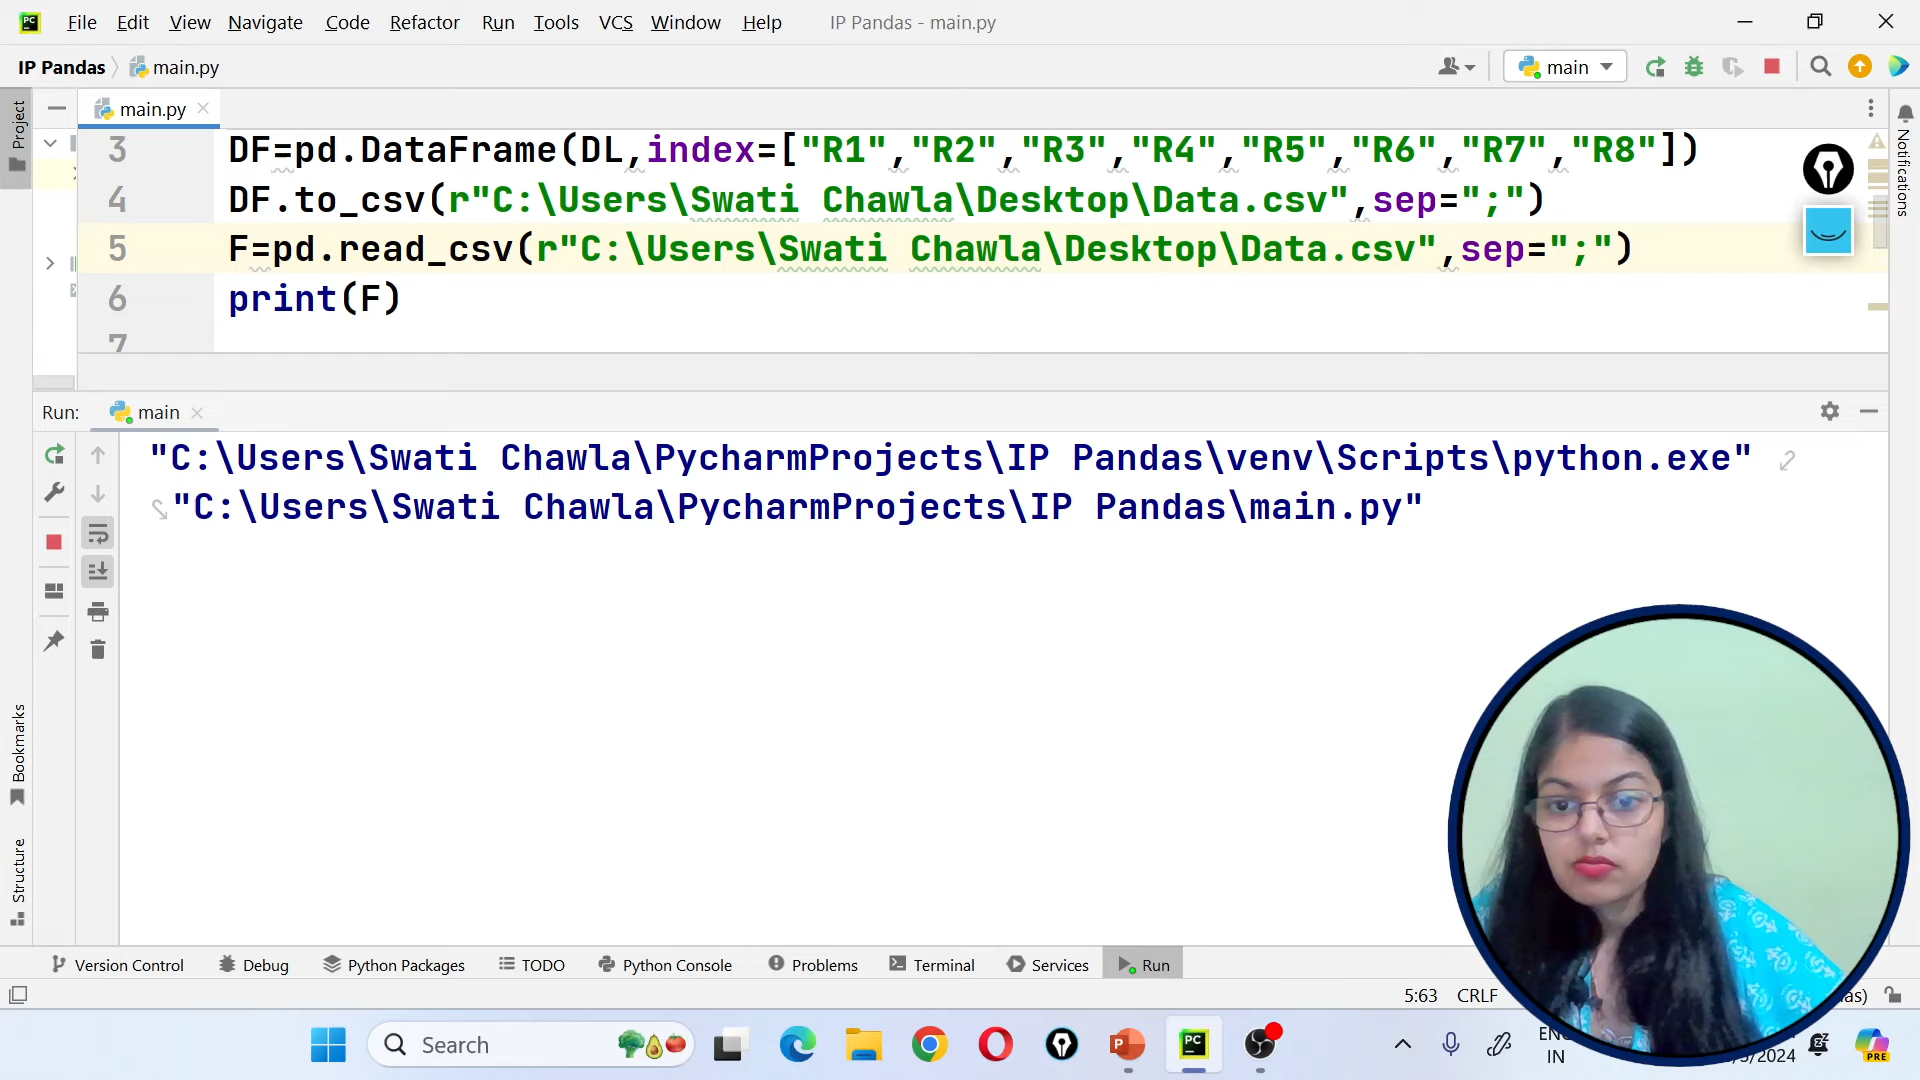 File Edit View Navigate Code Refactor Run Tools VCS Window Help IP Pandas - main.py
IP Pandas main.py main
Project
main.py
Notifications
3 DF=pd.DataFrame(DL,index=["R1","R2","R3","R4","R5","R6","R7","R8"])
4 DF.to_csv(r"C:\Users\Swati Chawla\Desktop\Data.csv",sep=";")
5 F=pd.read_csv(r"C:\Users\Swati Chawla\Desktop\Data.csv",sep=";")
6 print(F)
7
Run: main
"C:\Users\Swati Chawla\PycharmProjects\IP Pandas\venv\Scripts\python.exe"
"C:\Users\Swati Chawla\PycharmProjects\IP Pandas\main.py"
Bookmarks
Structure
Version Control Debug Python Packages TODO Python Console Problems Terminal Services Run
5:63 CRLF
Search
IN
PRE